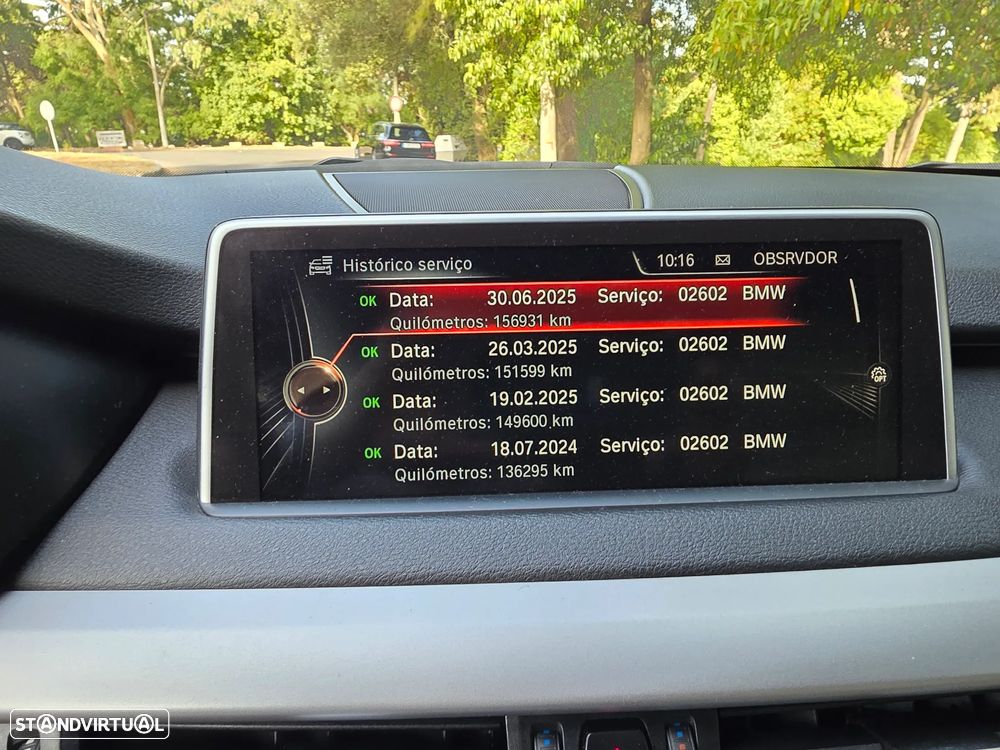 Histórico serviço 10:16 OBSRVDOR
OK Data: 30.06.2025 Serviço: 02602 BMW
Quilómetros: 156931 km
OK Data: 26.03.2025 Serviço: 02602 BMW
Quilómetros: 151599 km
OPT
OK Data: 19.02.2025 Serviço: 02602 BMW
Quilómetros: 149600 km
OK Data: 18.07.2024 Serviço: 02602 BMW
Quilómetros: 136295 km
STANDVIRTUAL